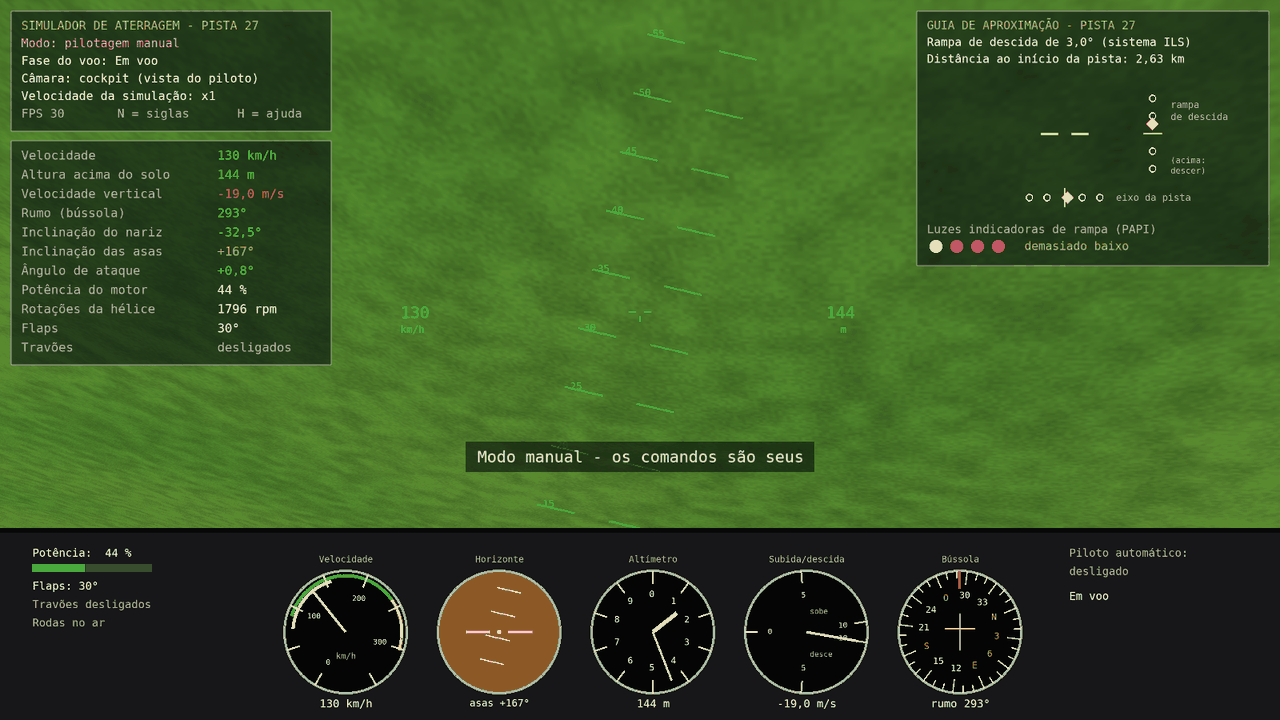 SIMULADOR DE ATERRAGEM - PISTA 27
Modo: pilotagem manual
Fase do voo: Em voo
Câmara: cockpit (vista do piloto)
Velocidade da simulação: x1
FPS 30 N = siglas H = ajuda
Velocidade 130 km/h
Altura acima do solo 144 m
Velocidade vertical -19,0 m/s
Rumo (bússola) 293°
Inclinação do nariz -32,5°
Inclinação das asas +167°
Ângulo de ataque +0,8°
Potência do motor 44 %
Rotações da hélice 1796 rpm
Flaps 30°
Travões desligados
GUIA DE APROXIMAÇÃO - PISTA 27
Rampa de descida de 3,0° (sistema ILS)
Distância ao início da pista: 2,63 km
rampa
de descida
(acima:
descer)
eixo da pista
Luzes indicadoras de rampa (PAPI)
demasiado baixo
-55
-50
-45
-40
-35
-30
-25
-15
130
km/h
144
m
Modo manual - os comandos são seus
Potência: 44 %
Flaps: 30°
Travões desligados
Rodas no ar
Velocidade
0 100 200 300
km/h
130 km/h
Horizonte
asas +167°
Altímetro
0 1 2 3 4 5 6 7 8 9
144 m
Subida/descida
5
sobe
0 10
10
desce
5
-19,0 m/s
Bússola
N 3 6 E 12 15 S 21 24 O 30 33
rumo 293°
Piloto automático:
desligado
Em voo